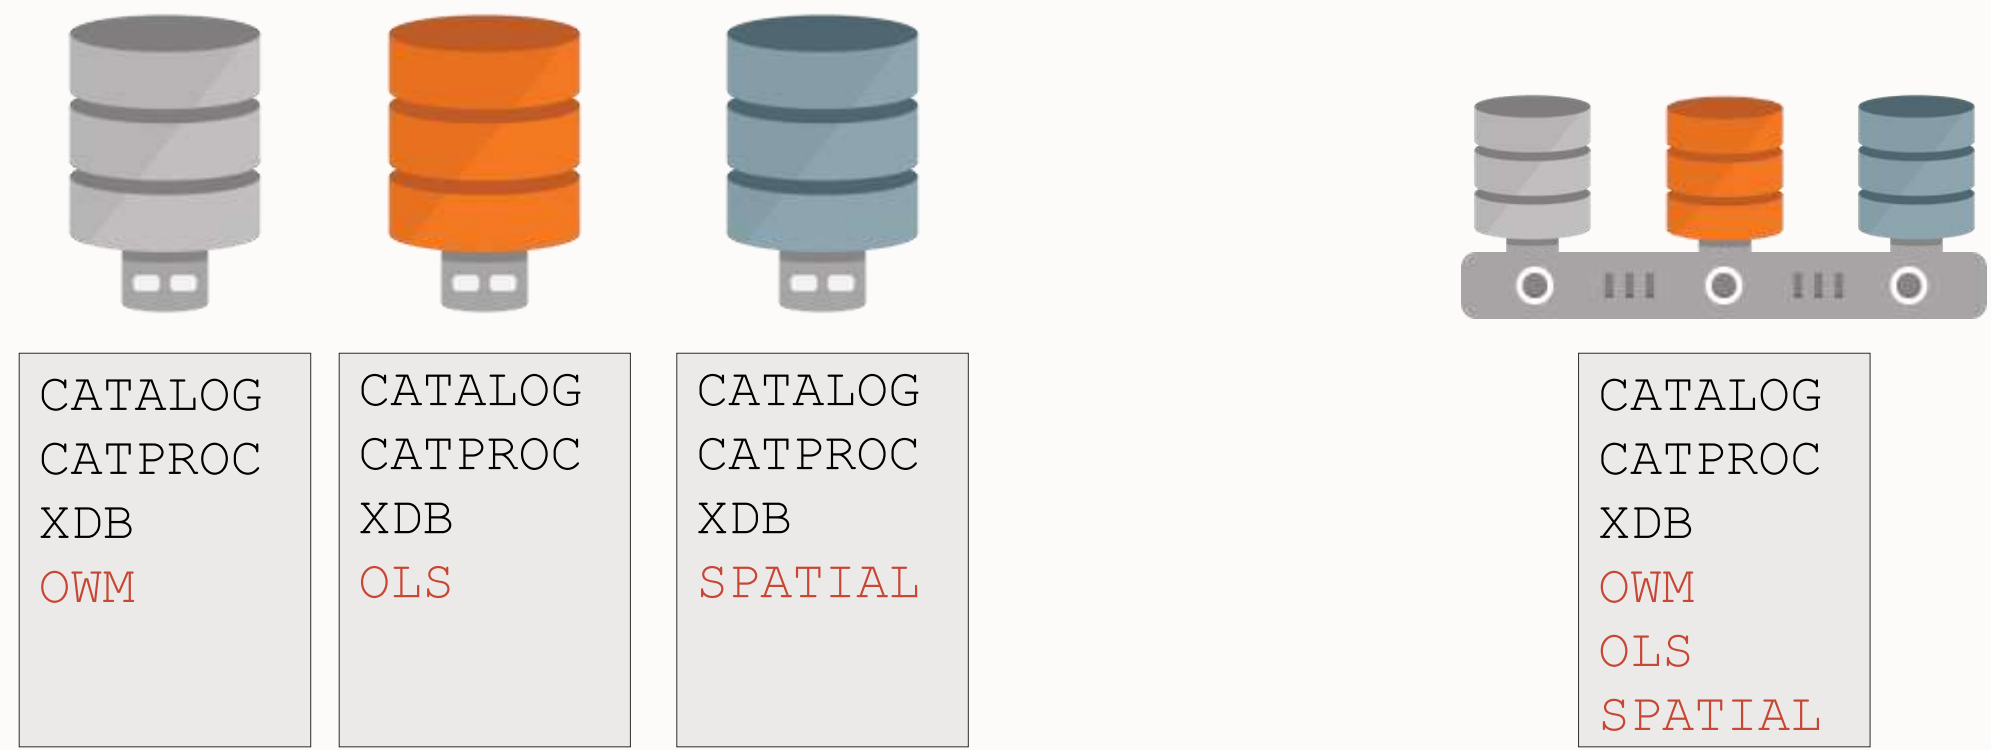 CATALOG
CATPROC
XDB
OWM
CATALOG
CATPROC
XDB
OLS
CATALOG
CATPROC
XDB
SPATIAL
CATALOG
CATPROC
XDB
OWM
OLS
SPATIAL